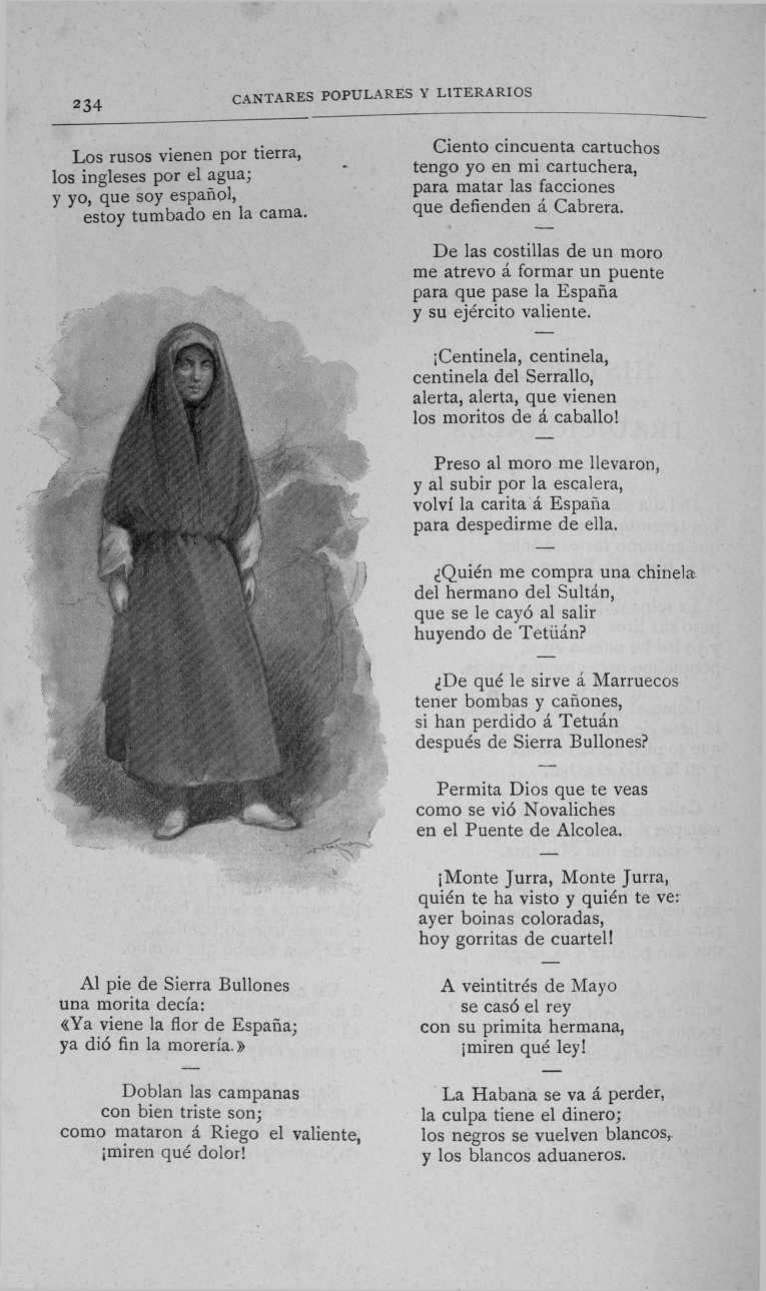 234
CANTARES POPULARES Y LITERARIOS
Los rusos vienen por tierra,
los ingleses por el agua;
y yo, que soy español,
estoy tumbado en la cama.
Al pie de Sierra Bullones
una morita decía:
«Ya viene la flor de España;
ya dió fin la morería.»
—
Doblan las campanas
con bien triste son;
como mataron á Riego el valiente,
¡miren qué dolor!
Ciento cincuenta cartuchos
tengo yo en mi cartuchera,
para matar las facciones
que defienden á Cabrera.
—
De las costillas de un moro
me atrevo á formar un puente
para que pase la España
y su ejército valiente.
—
¡Centinela, centinela,
centinela del Serrallo,
alerta, alerta, que vienen
los moritos de á caballo!
—
Preso al moro me llevaron,
y al subir por la escalera,
volví la carita á España
para despedirme de ella.
—
¿Quién me compra una chinela
del hermano del Sultán,
que se le cayó al salir
huyendo de Tetüán?
—
¿De qué le sirve á Marruecos
tener bombas y cañones,
si han perdido á Tetuán
después de Sierra Bullones?
—
Permita Dios que te veas
como se vió Novaliches
en el Puente de Alcolea.
—
¡Monte Jurra, Monte Jurra,
quién te ha visto y quién te ve:
ayer boinas coloradas,
hoy gorritas de cuartel!
—
A veintitrés de Mayo
se casó el rey
con su primita hermana,
¡miren qué ley!
—
La Habana se va á perder,
la culpa tiene el dinero;
los negros se vuelven blancos,
y los blancos aduaneros.